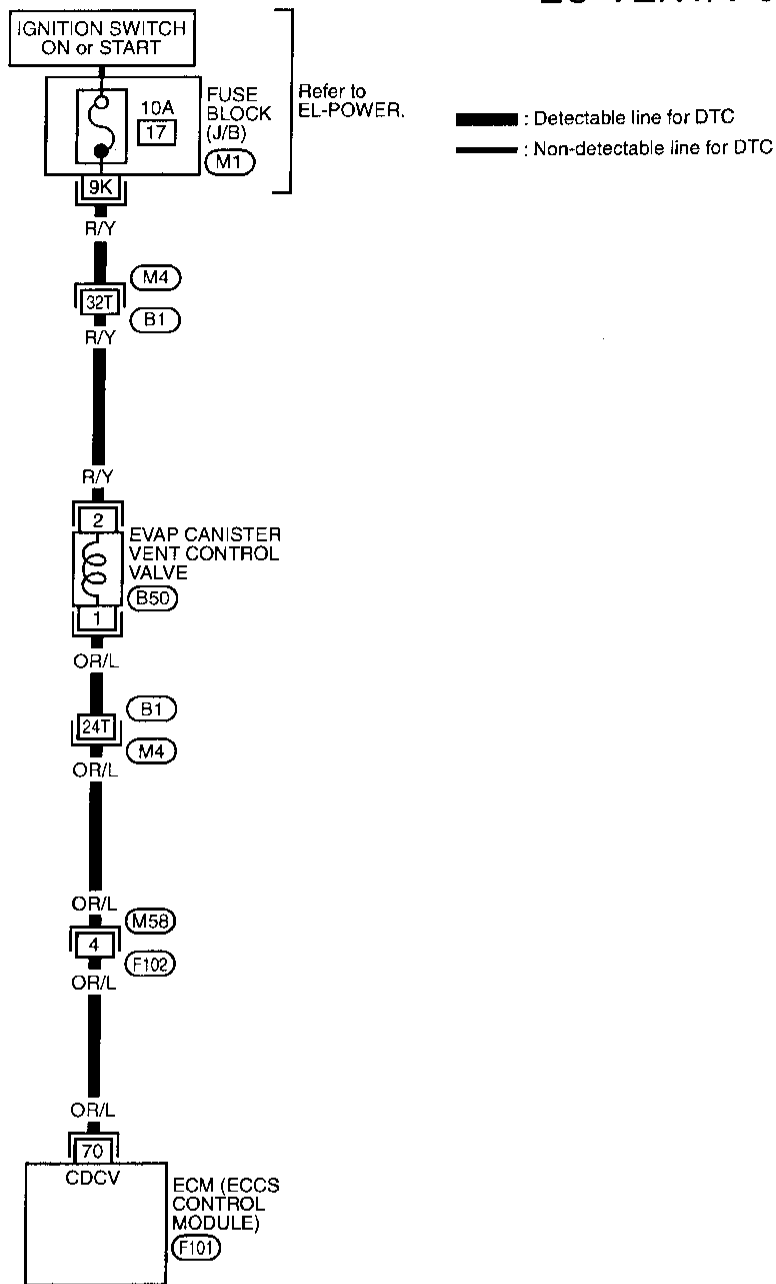 IGNITION SWITCH
ON or START
Refer to
EL-POWER.
10A
17
FUSE
BLOCK
(J/B)
M1
9K
: Detectable line for DTC
: Non-detectable line for DTC
R/Y
M4
32T
B1
R/Y
R/Y
2
EVAP CANISTER
VENT CONTROL
VALVE
B50
1
OR/L
B1
24T
M4
OR/L
OR/L
M58
4
F102
OR/L
OR/L
70
CDCV
ECM (ECCS
CONTROL
MODULE)
F101